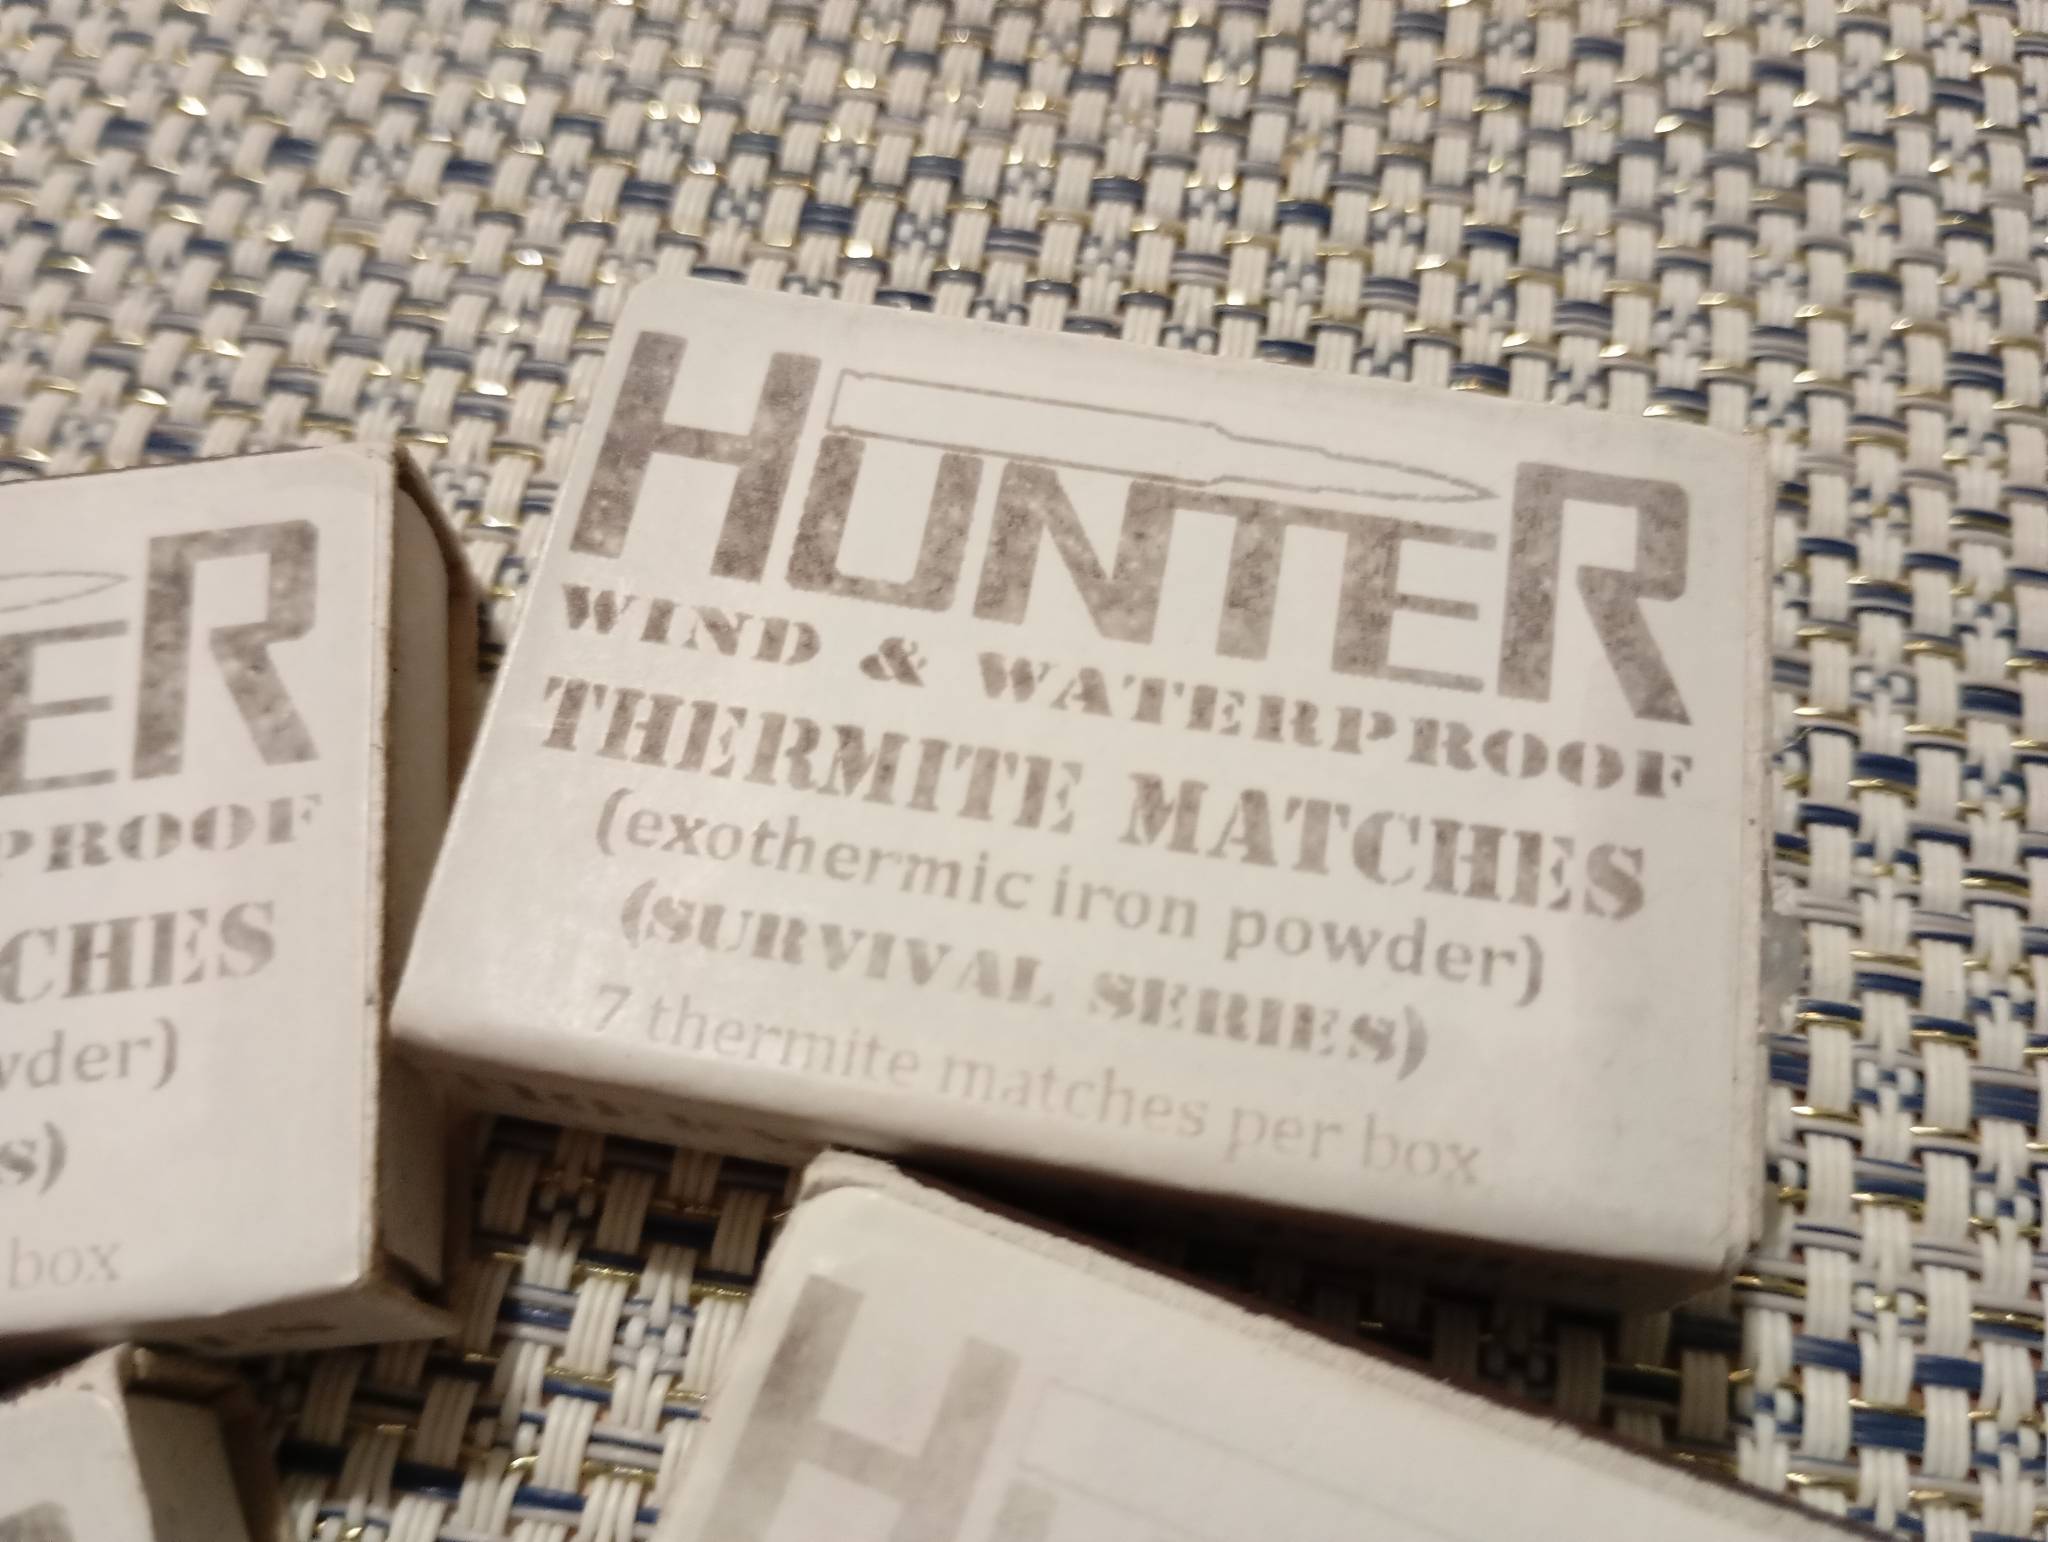 HUNTER
WIND & WATERPROOF
THERMITE MATCHES
(exothermic iron powder)
(SURVIVAL SERIES)
7 thermite matches per box
ER
PROOF
CHES
wder)
s)
box
H